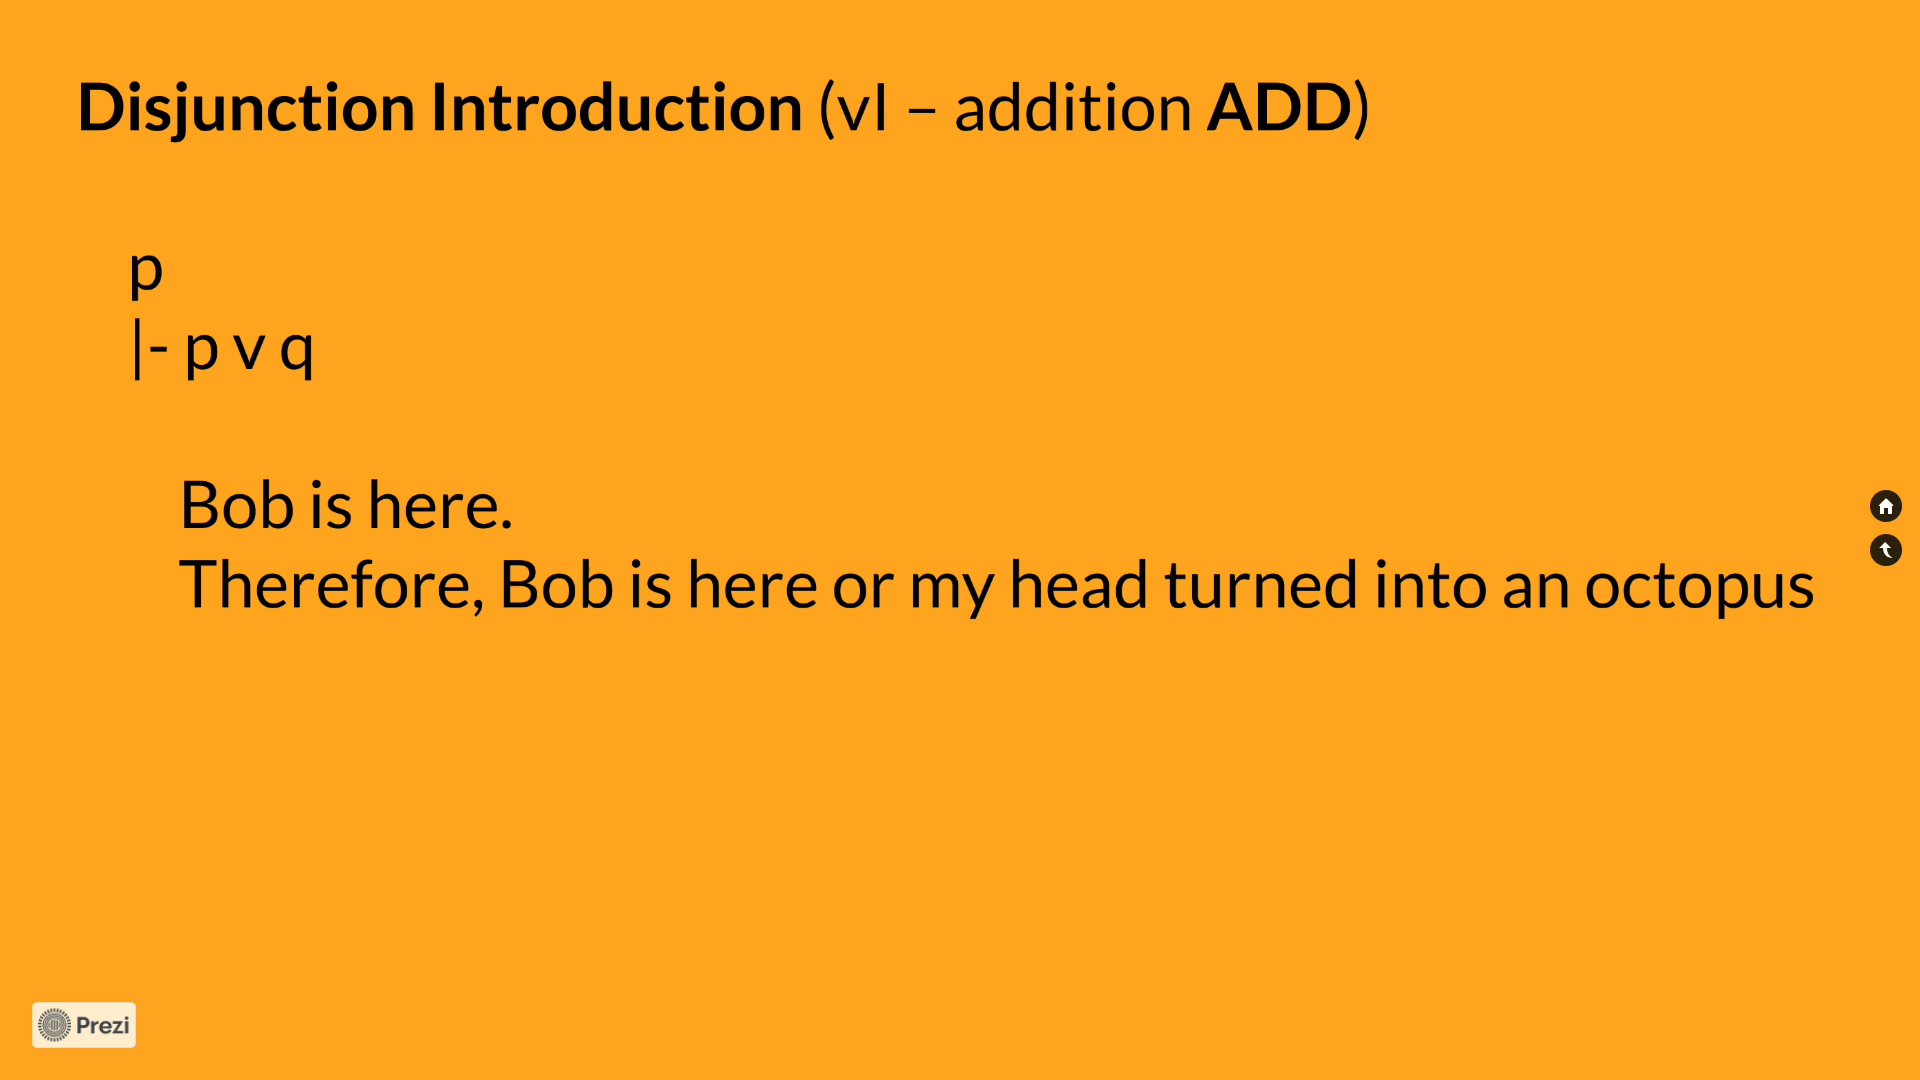 Disjunction Introduction (vI – addition ADD)
p
|- p v q
Bob is here.
Therefore, Bob is here or my head turned into an octopus
Prezi